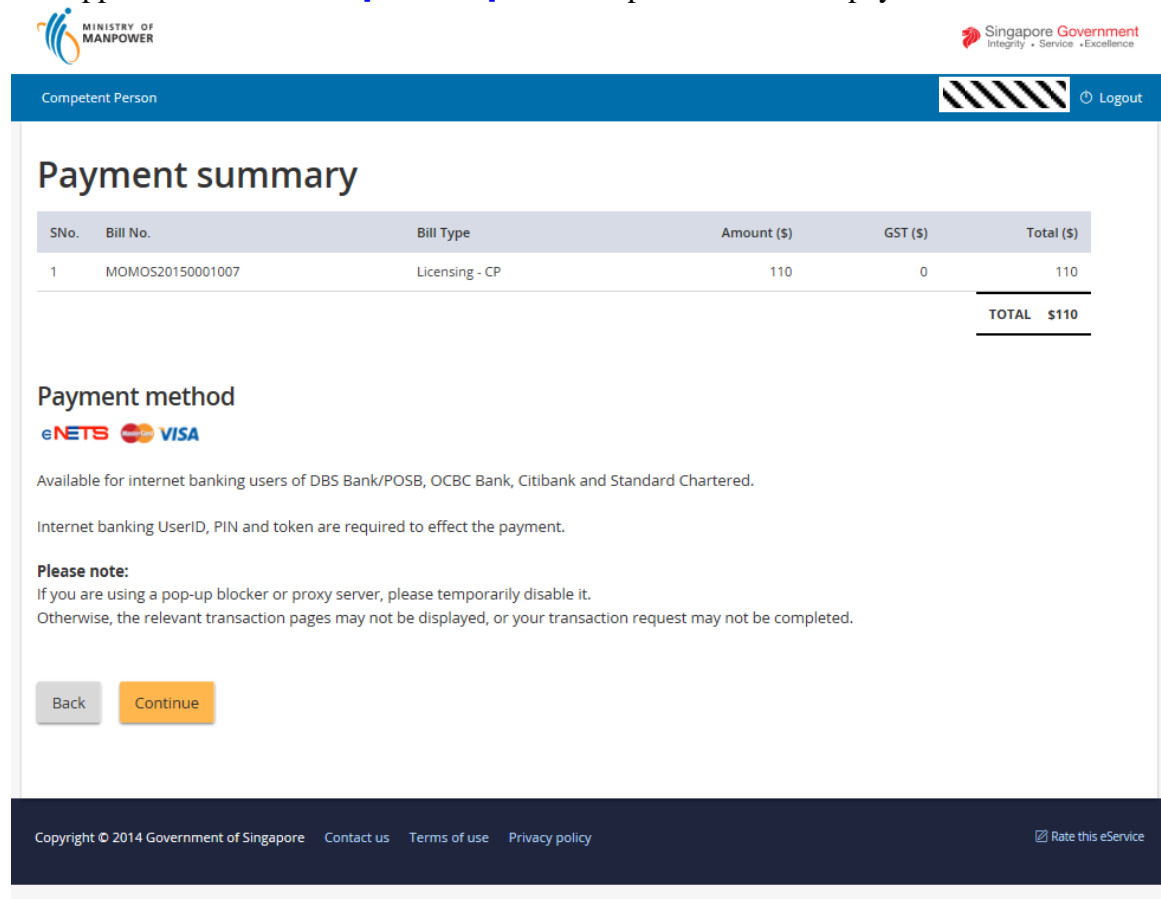 MINISTRY OF
MANPOWER
Singapore Government
Integrity • Service • Excellence
Competent Person
Logout
Payment summary
SNo. Bill No. Bill Type Amount ($) GST ($) Total ($)
1 MOMOS20150001007 Licensing - CP 110 0 110
TOTAL $110
Payment method
eNETS MasterCard VISA
Available for internet banking users of DBS Bank/POSB, OCBC Bank, Citibank and Standard Chartered.
Internet banking UserID, PIN and token are required to effect the payment.
Please note:
If you are using a pop-up blocker or proxy server, please temporarily disable it.
Otherwise, the relevant transaction pages may not be displayed, or your transaction request may not be completed.
Back Continue
Copyright © 2014 Government of Singapore Contact us Terms of use Privacy policy Rate this eService